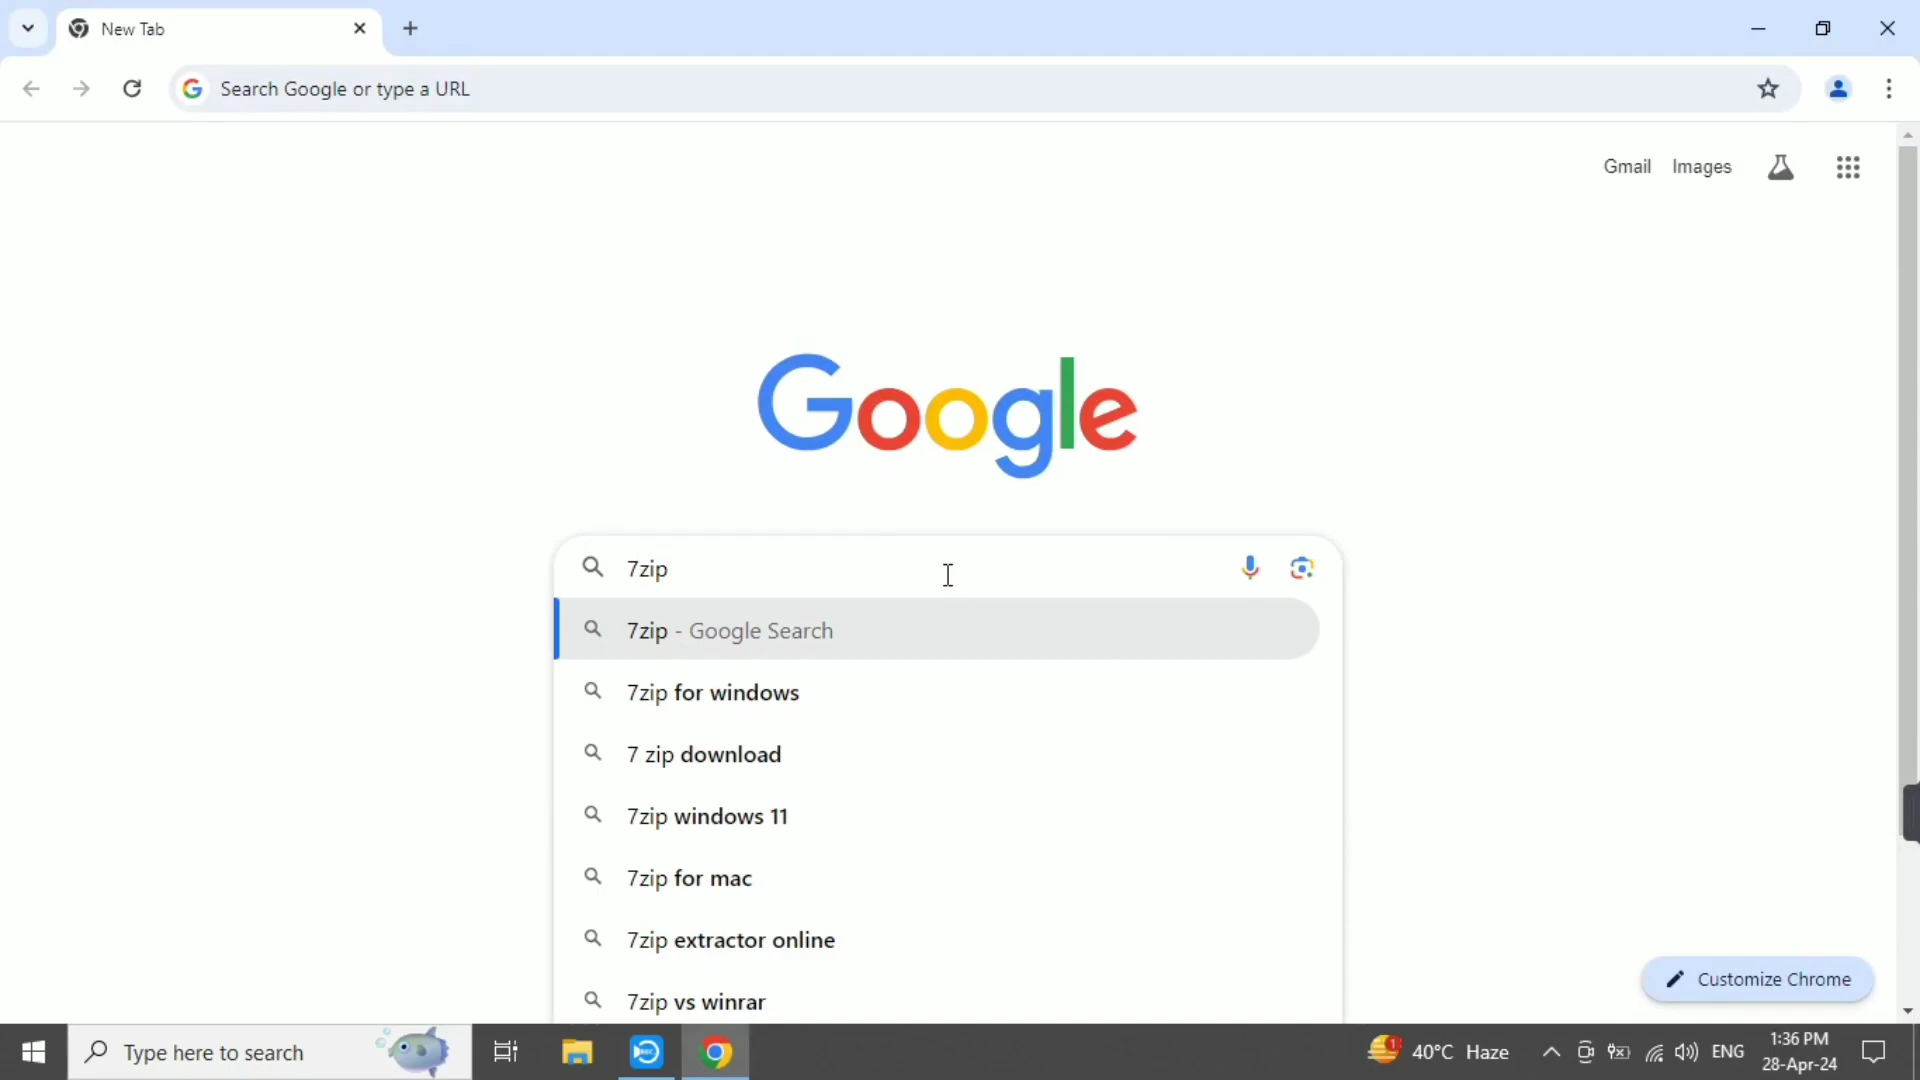 New Tab
Search Google or type a URL
Gmail Images
Google
7zip
7zip - Google Search
7zip for windows
7 zip download
7zip windows 11
7zip for mac
7zip extractor online
7zip vs winrar
Customize Chrome
Type here to search
REC
1
40°C Haze
ENG
1:36 PM
28-Apr-24